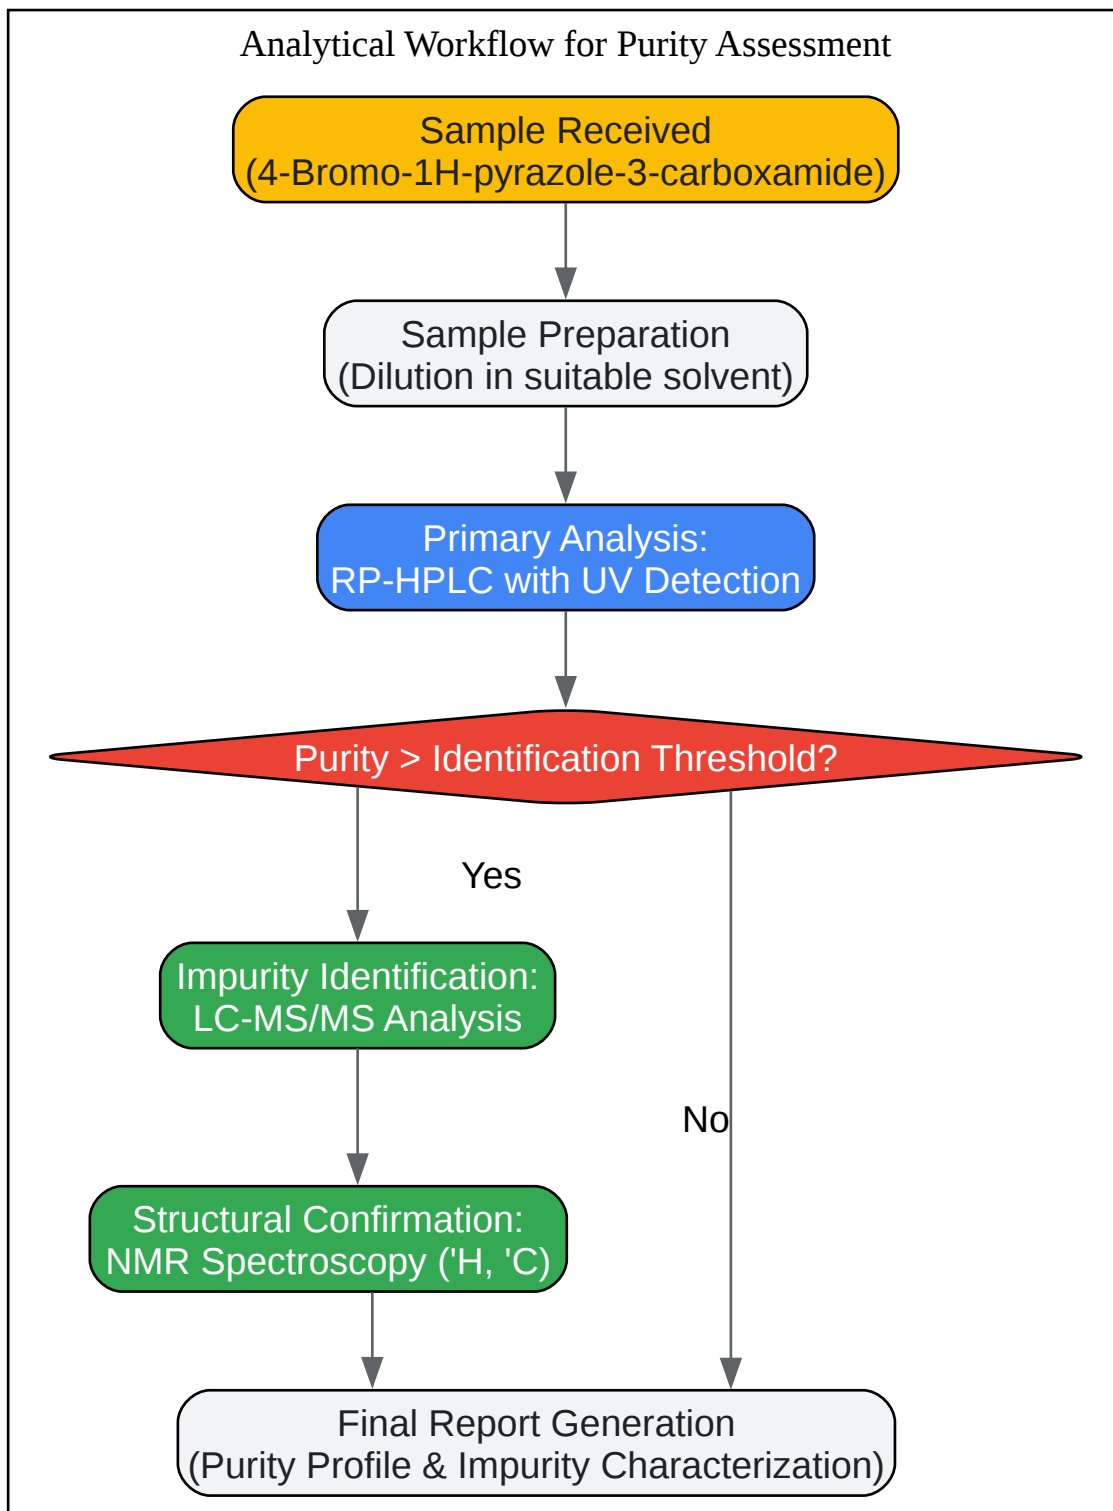 Analytical Workflow for Purity Assessment
Sample Received
(4-Bromo-1H-pyrazole-3-carboxamide)
Sample Preparation
(Dilution in suitable solvent)
Primary Analysis:
RP-HPLC with UV Detection
Purity > Identification Threshold?
Yes
Impurity Identification:
LC-MS/MS Analysis
No
Structural Confirmation:
NMR Spectroscopy ('H, 'C)
Final Report Generation
(Purity Profile & Impurity Characterization)